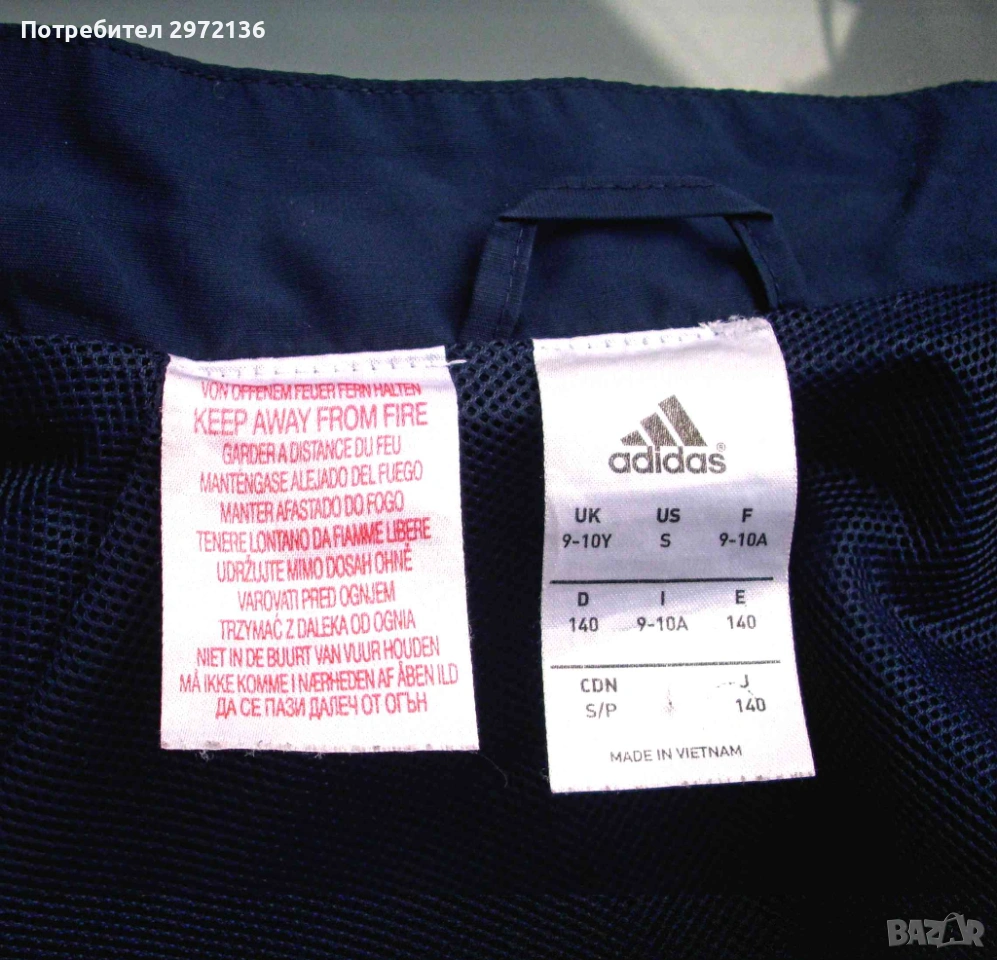 Потребител 2972136
VON OFFENEM FEUER FERN HALTEN
KEEP AWAY FROM FIRE
GARDER A DISTANCE DU FEU
MANTÉNGASE ALEJADO DEL FUEGO
MANTER AFASTADO DO FOGO
TENERE LONTANO DA FIAMME LIBERE
UDRŽUJTE MIMO DOSAH OHNĚ
VAROVATI PRED OGNJEM
TRZYMAĆ Z DALEKA OD OGNIA
NIET IN DE BUURT VAN VUUR HOUDEN
MÅ IKKE KOMME I NÆRHEDEN AF ÅBEN ILD
ДА СЕ ПАЗИ ДАЛЕЧ ОТ ОГЪН
adidas®
UK US F
9-10Y S 9-10A
D I E
140 9-10A 140
CDN J
S/P 140
MADE IN VIETNAM
BAZAR